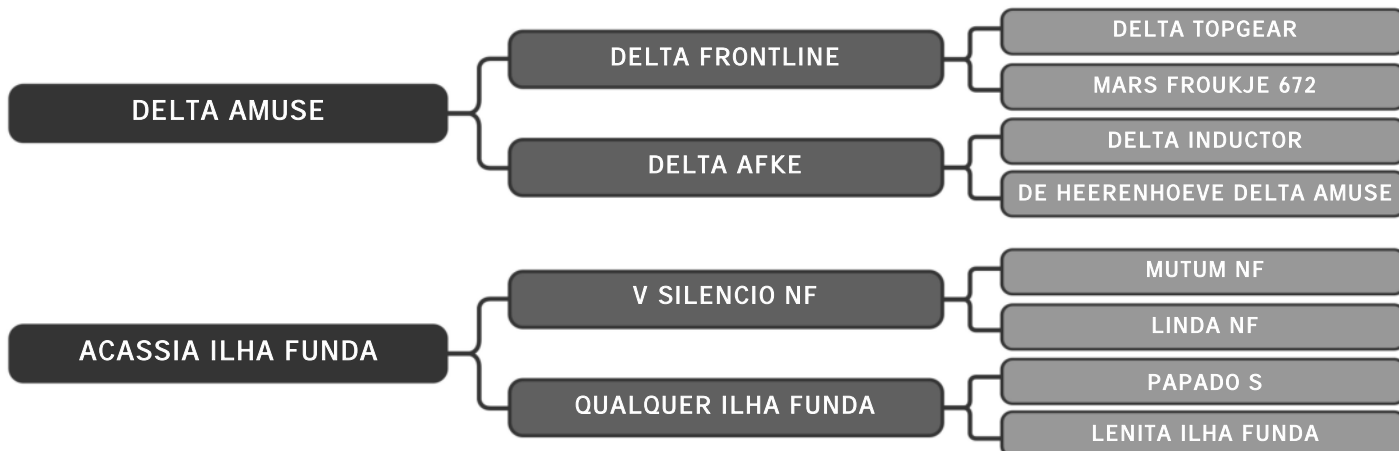 DELTA AMUSE
DELTA FRONTLINE
DELTA TOPGEAR
MARS FROUKJE 672
DELTA AFKE
DELTA INDUCTOR
DE HEERENHOEVE DELTA AMUSE
ACASSIA ILHA FUNDA
V SILENCIO NF
MUTUM NF
LINDA NF
QUALQUER ILHA FUNDA
PAPADO S
LENITA ILHA FUNDA